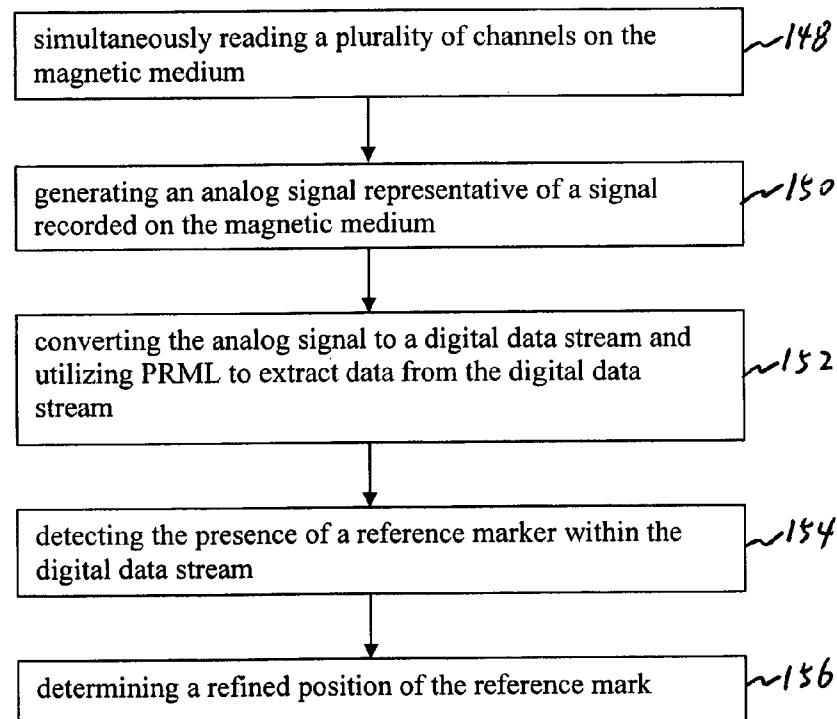 simultaneously reading a plurality of channels on the
magnetic medium
148
generating an analog signal representative of a signal
recorded on the magnetic medium
150
converting the analog signal to a digital data stream and
utilizing PRML to extract data from the digital data
stream
152
detecting the presence of a reference marker within the
digital data stream
154
determining a refined position of the reference mark
156